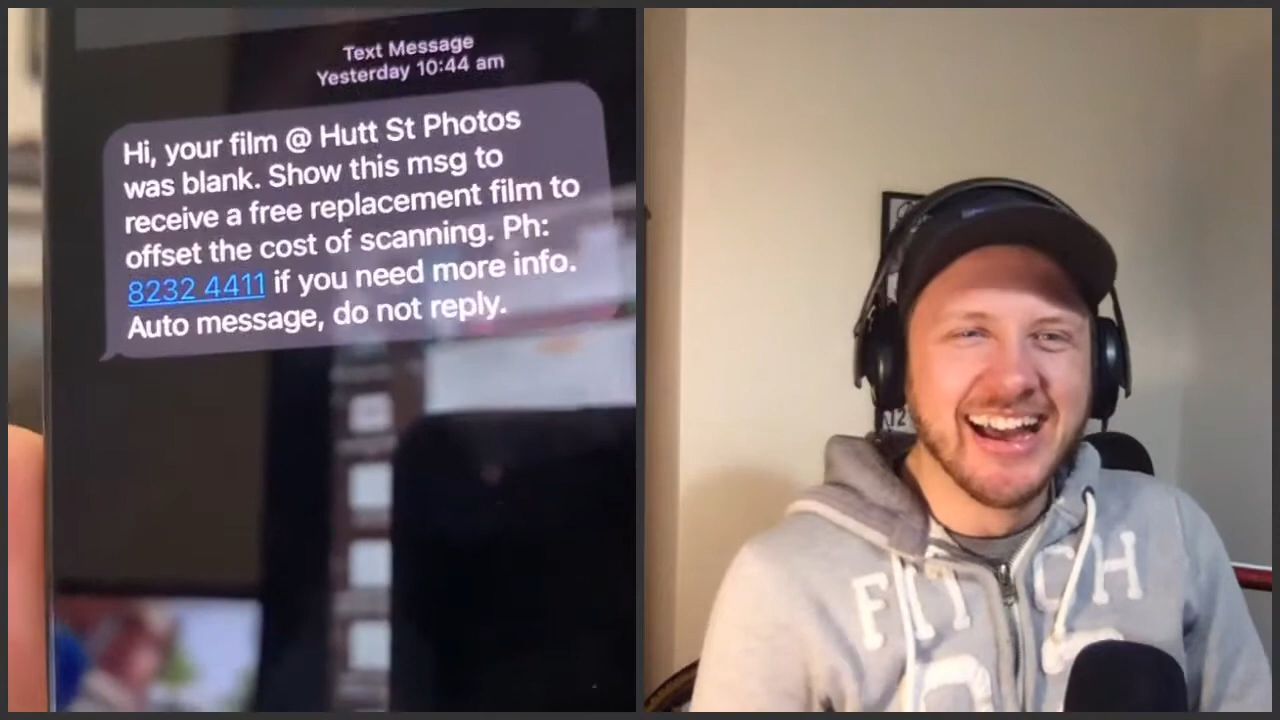 Text Message
Yesterday 10:44 am
Hi, your film @ Hutt St Photos
was blank. Show this msg to
receive a free replacement film to
offset the cost of scanning. Ph:
8232 4411 if you need more info.
Auto message, do not reply.
FITCH